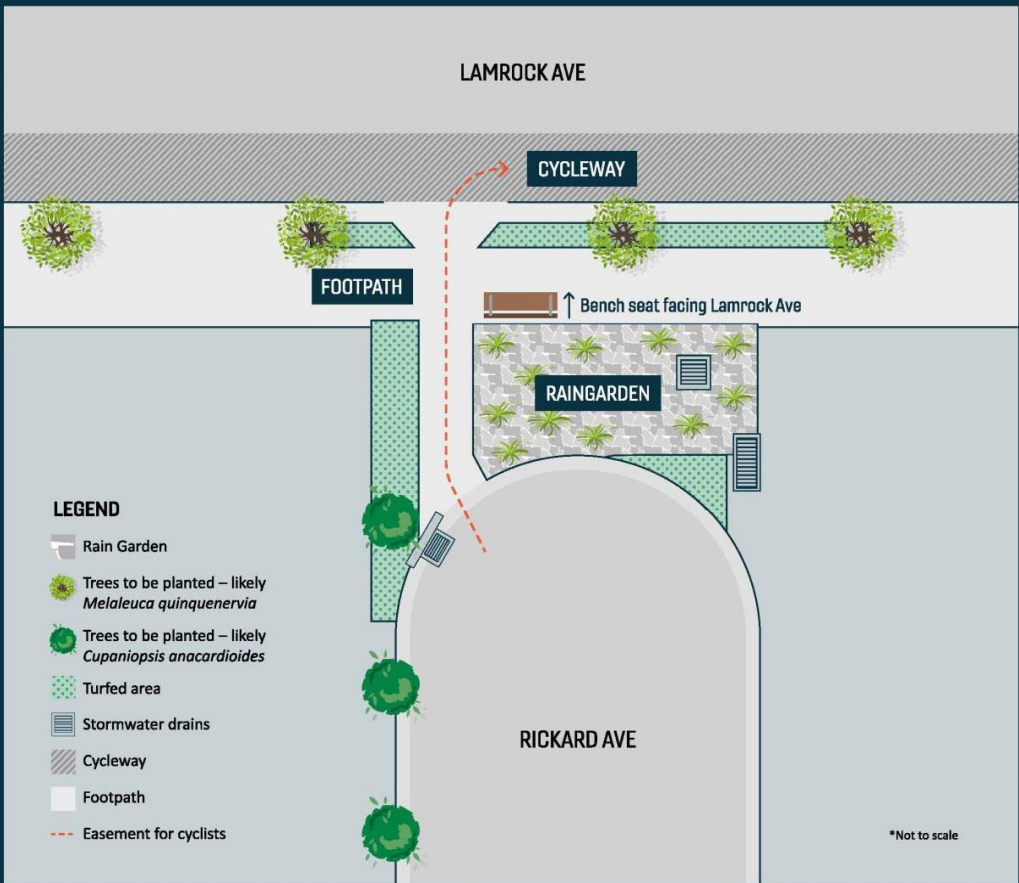 LAMROCK AVE
CYCLEWAY
FOOTPATH
Bench seat facing Lamrock Ave
RAINGARDEN
LEGEND
Rain Garden
Trees to be planted – likely
Melaleuca quinquenervia
Trees to be planted – likely
Cupaniopsis anacardioides
Turfed area
Stormwater drains
Cycleway
Footpath
Easement for cyclists
RICKARD AVE
*Not to scale